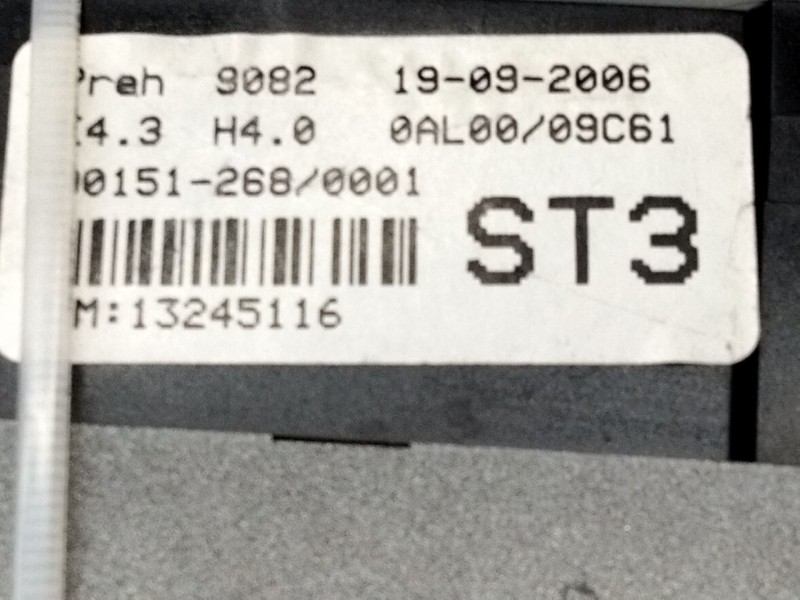 Preh 9082 19-09-2006
4.3 H4.0 0AL00/09C61
0151-268/0001
ST3
M:13245116